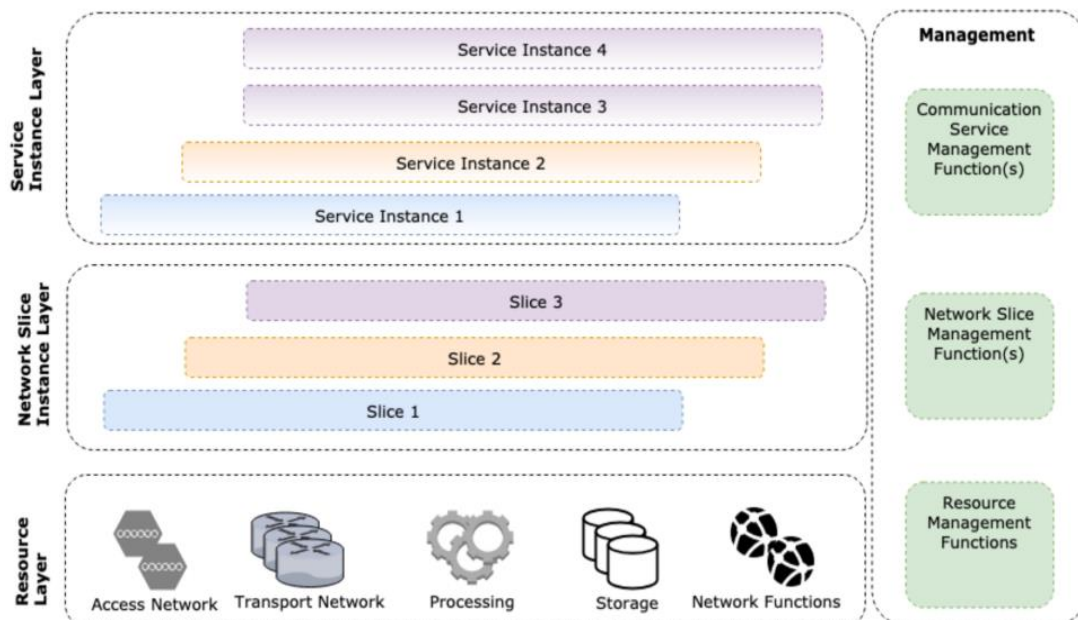 Service
Instance Layer
Service Instance 4
Service Instance 3
Service Instance 2
Service Instance 1
Network Slice
Instance Layer
Slice 3
Slice 2
Slice 1
Resource
Layer
Access Network
Transport Network
Processing
Storage
Network Functions
Management
Communication
Service
Management
Function(s)
Network Slice
Management
Function(s)
Resource
Management
Functions